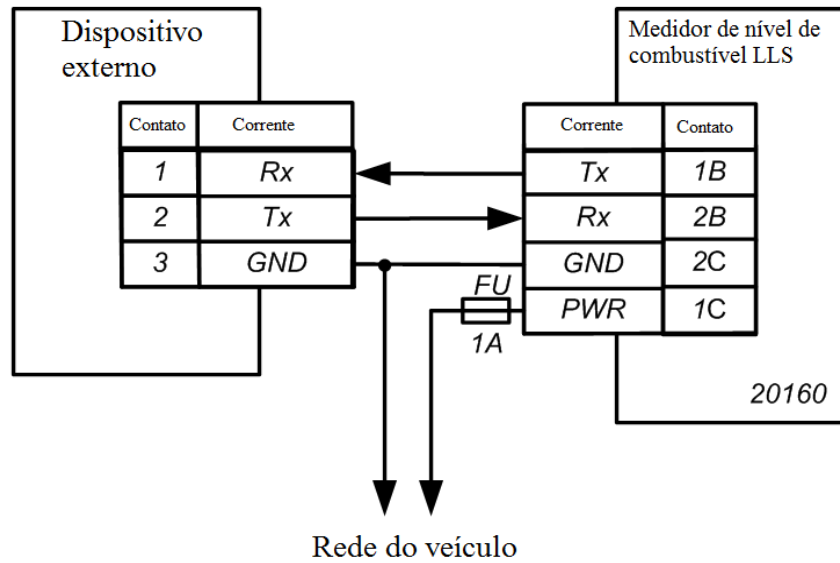 Dispositivo
externo
Contato Corrente
1 Rx
2 Tx
3 GND
Medidor de nível de
combustível LLS
Corrente Contato
Tx 1B
Rx 2B
GND 2C
PWR 1C
FU
1A
20160
Rede do veículo